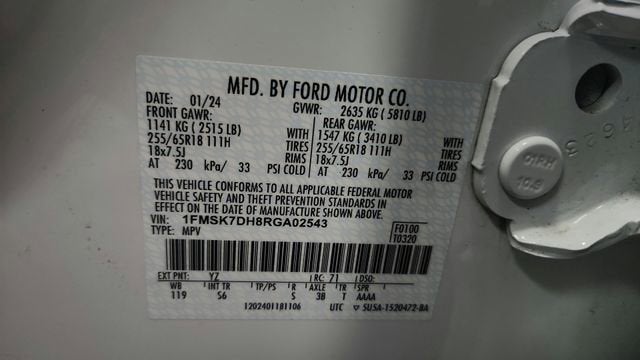 MFD. BY FORD MOTOR CO.
DATE: 01/24 GVWR: 2635 KG ( 5810 LB)
FRONT GAWR: REAR GAWR:
1141 KG ( 2515 LB) WITH 1547 KG ( 3410 LB) WITH
255/65R18 111H TIRES 255/65R18 111H TIRES
18x7.5J RIMS 18x7.5J RIMS
AT 230 kPa/ 33 PSI COLD AT 230 kPa/ 33 PSI COLD
THIS VEHICLE CONFORMS TO ALL APPLICABLE FEDERAL MOTOR
VEHICLE SAFETY AND THEFT PREVENTION STANDARDS IN
EFFECT ON THE DATE OF MANUFACTURE SHOWN ABOVE.
VIN: 1FMSK7DH8RGA02543 F0100
TYPE: MPV T0320
EXT PNT: YZ RC: 71 DSO:
WB INT TR TP/PS R AXLE TR SPR
119 56 S 3B T AAAA
1202401181106 UTC ▽ 5U5A-1520472-BA
01RH
10.9